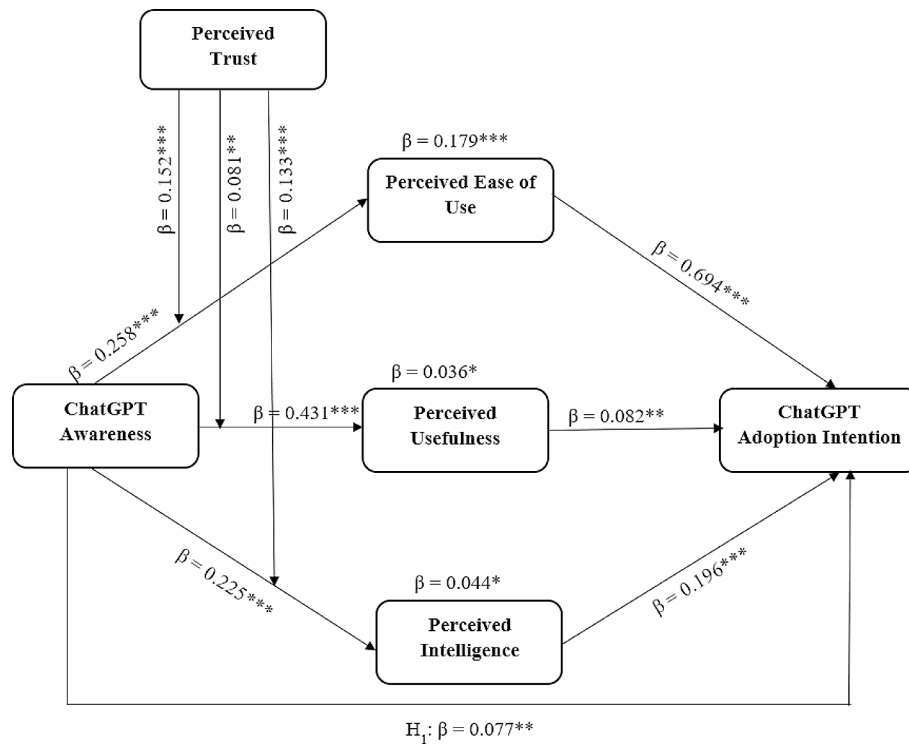 Perceived
Trust
β = 0.152***
β = 0.081**
β = 0.133***
β = 0.179***
Perceived Ease of
Use
β = 0.258***
β = 0.694***
ChatGPT
Awareness
β = 0.431***
β = 0.036*
Perceived
Usefulness
β = 0.082**
ChatGPT
Adoption Intention
β = 0.225***
β = 0.044*
Perceived
Intelligence
β = 0.196***
H₁: β = 0.077**